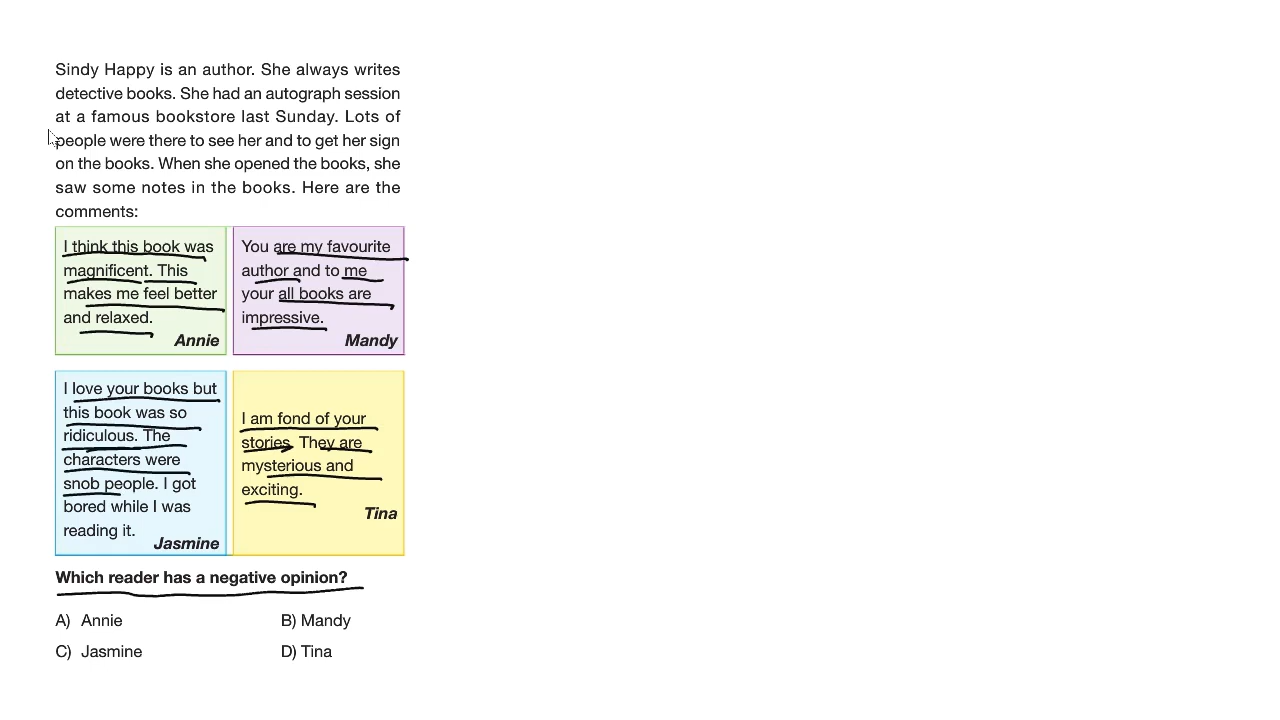 Sindy Happy is an author. She always writes
detective books. She had an autograph session
at a famous bookstore last Sunday. Lots of
people were there to see her and to get her sign
on the books. When she opened the books, she
saw some notes in the books. Here are the
comments:
I think this book was
magnificent. This
makes me feel better
and relaxed.
Annie
You are my favourite
author and to me
your all books are
impressive.
Mandy
I love your books but
this book was so
ridiculous. The
characters were
snob people. I got
bored while I was
reading it.
Jasmine
I am fond of your
stories. They are
mysterious and
exciting.
Tina
Which reader has a negative opinion?
A) Annie
B) Mandy
C) Jasmine
D) Tina